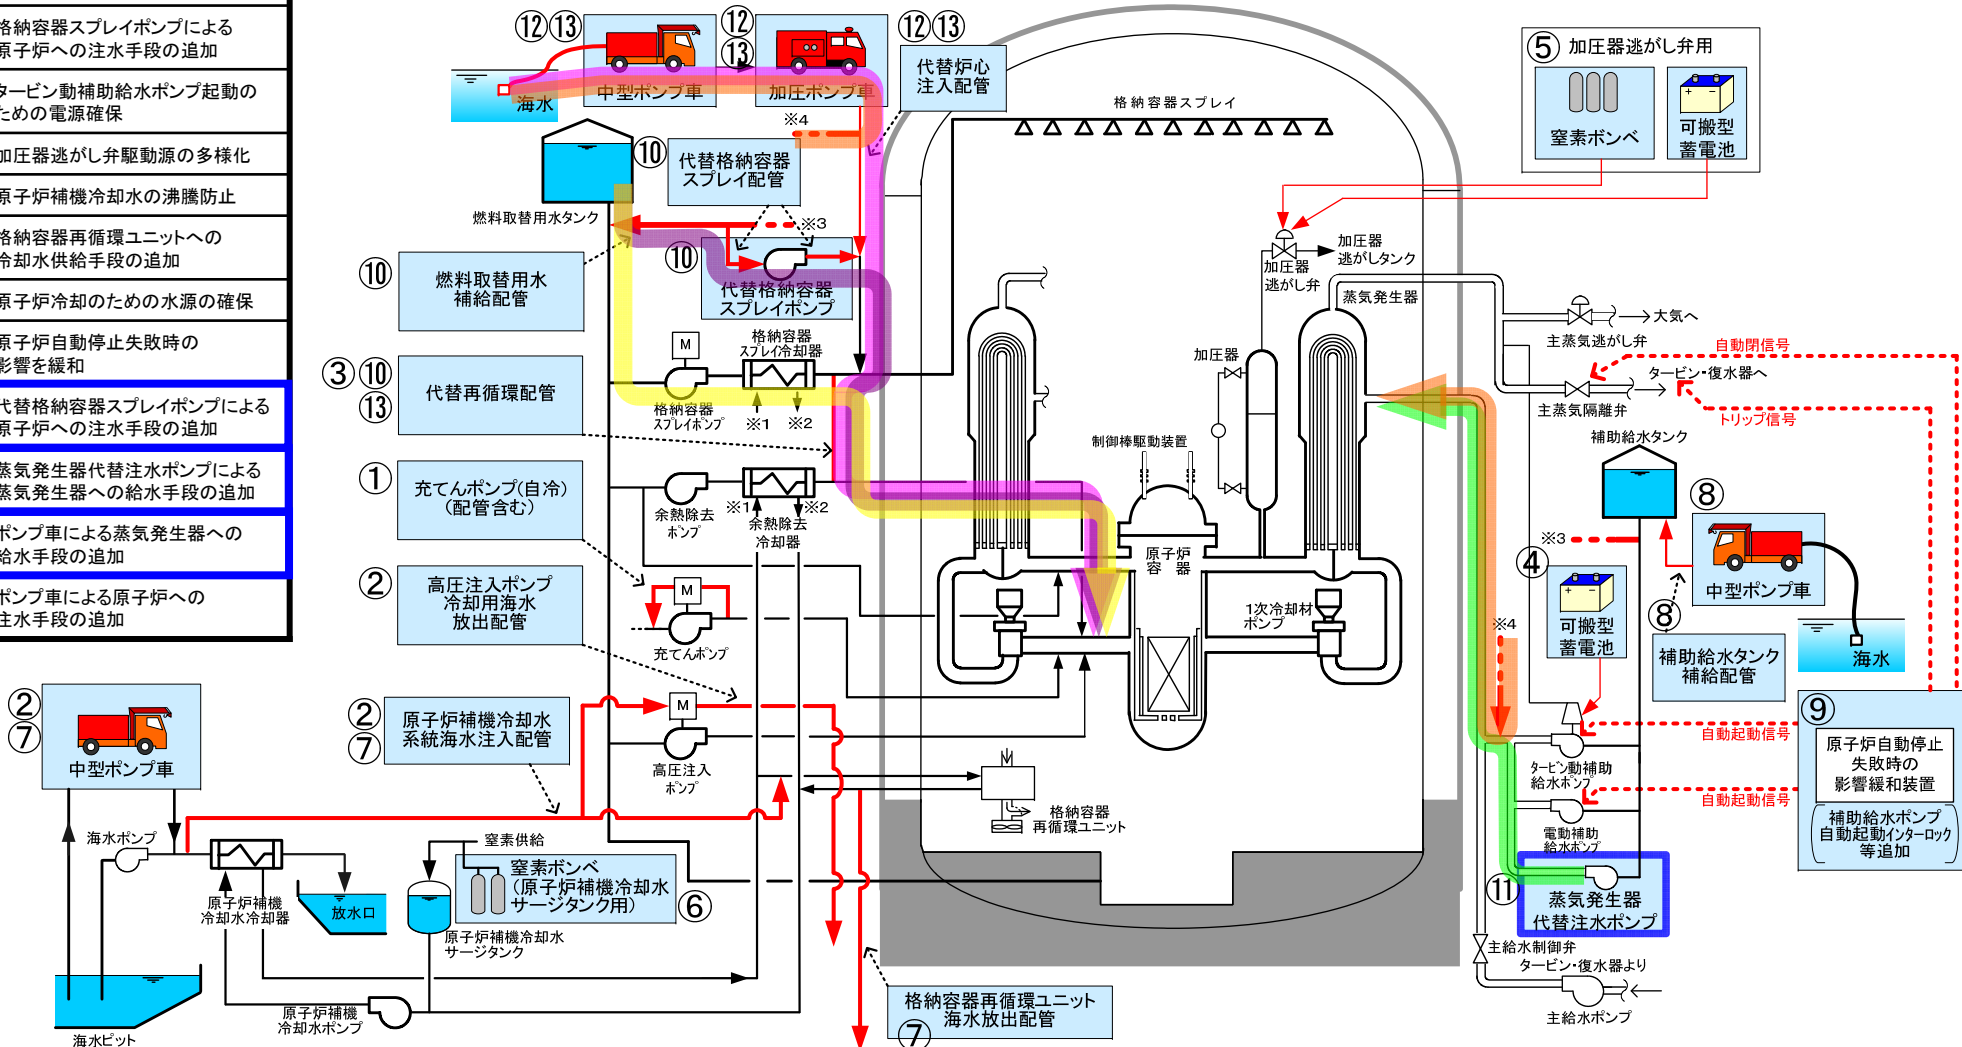 格納容器スプレイポンプによる
原子炉への注水手段の追加
タービン動補助給水ポンプ起動の
ための電源確保
加圧器逃がし弁駆動源の多様化
原子炉補機冷却水の沸騰防止
格納容器再循環ユニットへの
冷却水供給手段の追加
原子炉冷却のための水源の確保
原子炉自動停止失敗時の
影響を緩和
代替格納容器スプレイポンプによる
原子炉への注水手段の追加
蒸気発生器代替注水ポンプによる
蒸気発生器への給水手段の追加
ポンプ車による蒸気発生器への
給水手段の追加
ポンプ車による原子炉への
注水手段の追加
⑫⑬
中型ポンプ車
海水
⑫
⑬
加圧ポンプ車
⑫⑬
代替炉心
注入配管
※4
⑩
代替格納容器
スプレイ配管
燃料取替用水タンク
※3
⑩
燃料取替用水
補給配管
⑩
代替格納容器
スプレイポンプ
格納容器スプレイ
⑤ 加圧器逃がし弁用
窒素ボンベ
可搬型
蓄電池
加圧器
逃がしタンク
加圧器
逃がし弁
蒸気発生器
大気へ
主蒸気逃がし弁
自動閉信号
タービン・復水器へ
主蒸気隔離弁
トリップ信号
加圧器
制御棒駆動装置
③⑩
⑬
代替再循環配管
M
格納容器
スプレイ冷却器
格納容器
スプレイポンプ
※1 ※2
①
充てんポンプ(自冷)
(配管含む)
余熱除去
ポンプ
※1
※2
余熱除去
冷却器
②
高圧注入ポンプ
冷却用海水
放出配管
M
充てんポンプ
原子炉
容器
1次冷却材
ポンプ
補助給水タンク
⑧
中型ポンプ車
海水
※3
④
可搬型
蓄電池
⑧
補助給水タンク
補給配管
※4
②
⑦
中型ポンプ車
②
⑦
原子炉補機冷却水
系統海水注入配管
M
高圧注入
ポンプ
格納容器
再循環ユニット
自動起動信号
タービン動補助
給水ポンプ
自動起動信号
電動補助
給水ポンプ
⑨
原子炉自動停止
失敗時の
影響緩和装置
補助給水ポンプ
自動起動インターロック
等追加
海水ポンプ
原子炉補機
冷却水冷却器
放水口
窒素供給
窒素ボンベ
(原子炉補機冷却水
サージタンク用)
⑥
原子炉補機冷却水
サージタンク
原子炉補機
冷却水ポンプ
海水ピット
格納容器再循環ユニット
海水放出配管
⑦
⑪
蒸気発生器
代替注水ポンプ
主給水制御弁
タービン・復水器より
主給水ポンプ